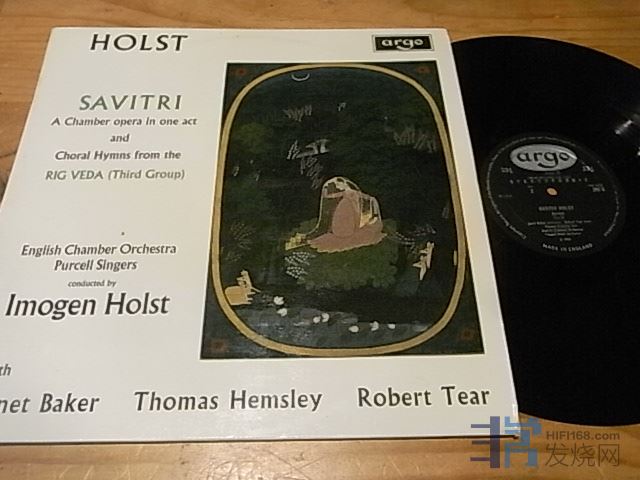 HOLST
argo
SAVITRI
A Chamber opera in one act
and
Choral Hymns from the
RIG VEDA (Third Group)
English Chamber Orchestra
Purcell Singers
conducted by
Imogen Holst
th
net Baker Thomas Hemsley Robert Tear
argo
GUSTAV HOLST
MADE IN ENGLAND
HIFI168.com
发烧网